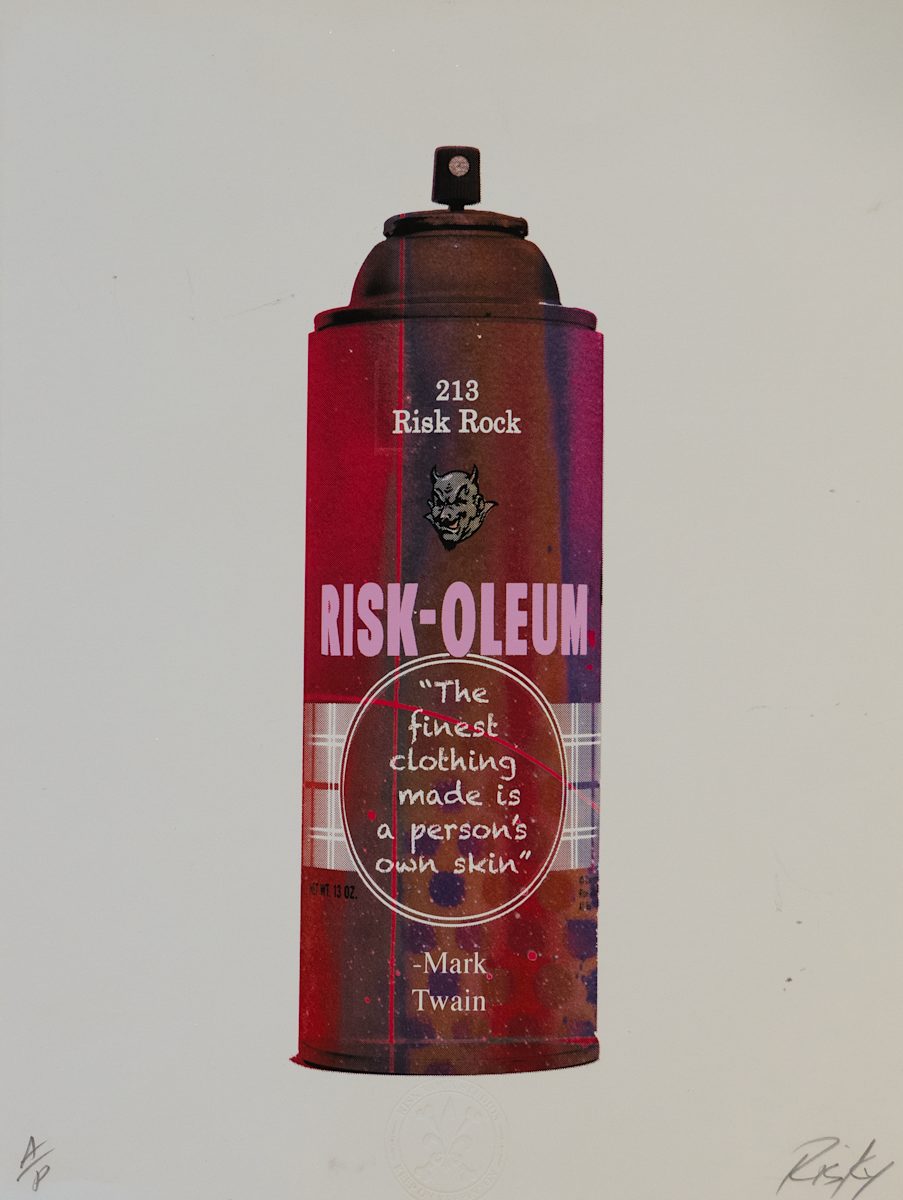 213
Risk Rock
RISK-OLEUM
"The
finest
clothing
made is
a person's
own skin"
NET WT. 13 OZ.
-Mark
Twain
A/P
Risky